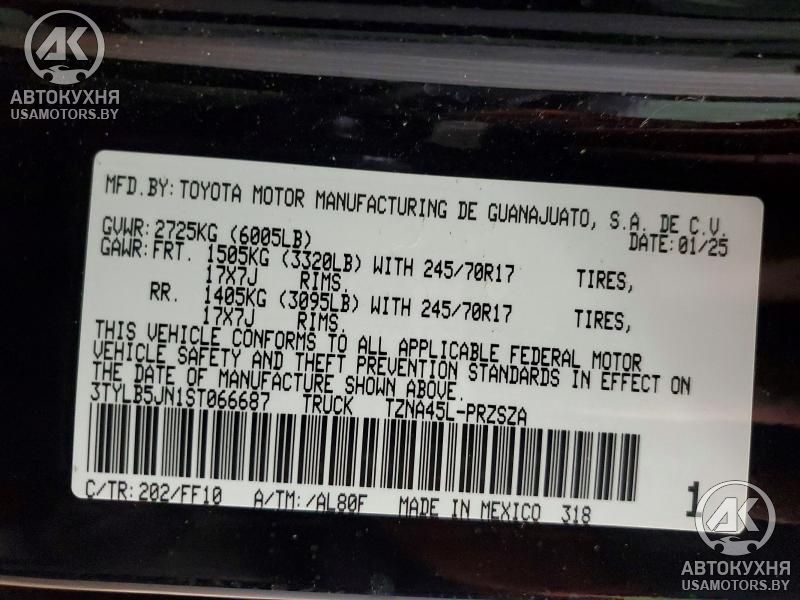 AK
АВТОКУХНЯ
USAMOTORS.BY
MFD.BY: TOYOTA MOTOR MANUFACTURING DE GUANAJUATO, S.A. DE C.V.
GVWR: 2725KG (6005LB) DATE: 01/25
GAWR: FRT. 1505KG (3320LB) WITH 245/70R17 TIRES,
17X7J RIMS.
RR. 1405KG (3095LB) WITH 245/70R17 TIRES,
17X7J RIMS.
THIS VEHICLE CONFORMS TO ALL APPLICABLE FEDERAL MOTOR
VEHICLE SAFETY AND THEFT PREVENTION STANDARDS IN EFFECT ON
THE DATE OF MANUFACTURE SHOWN ABOVE.
3TYLB5JN1ST066687 TRUCK TZNA45L-PRZSZA
C/TR: 202/FF10 A/TM: /AL80F MADE IN MEXICO 318 1
AK
АВТОКУХНЯ
USAMOTORS.BY